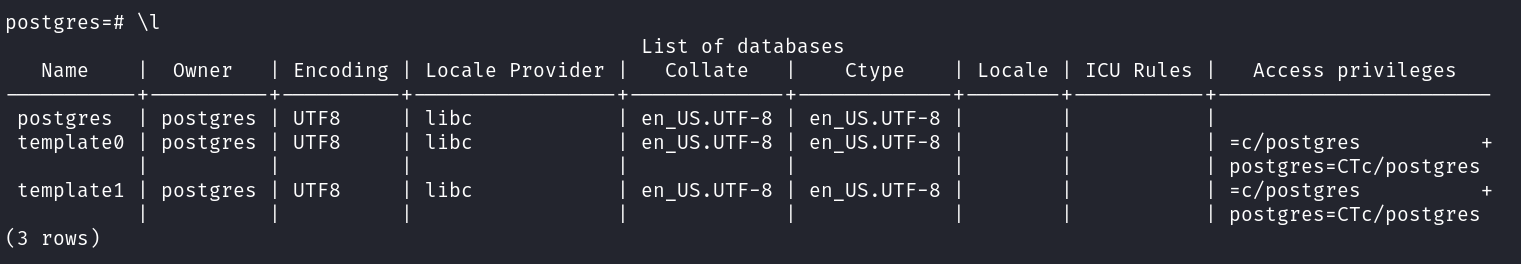 postgres=# \l
                                                      List of databases
   Name    |  Owner   | Encoding | Locale Provider |   Collate   |    Ctype    | Locale | ICU Rules |   Access privileges
-----------+----------+----------+-----------------+-------------+-------------+--------+-----------+-----------------------
 postgres  | postgres | UTF8     | libc            | en_US.UTF-8 | en_US.UTF-8 |        |           |
 template0 | postgres | UTF8     | libc            | en_US.UTF-8 | en_US.UTF-8 |        |           | =c/postgres          +
           |          |          |                 |             |             |        |           | postgres=CTc/postgres
 template1 | postgres | UTF8     | libc            | en_US.UTF-8 | en_US.UTF-8 |        |           | =c/postgres          +
           |          |          |                 |             |             |        |           | postgres=CTc/postgres
(3 rows)